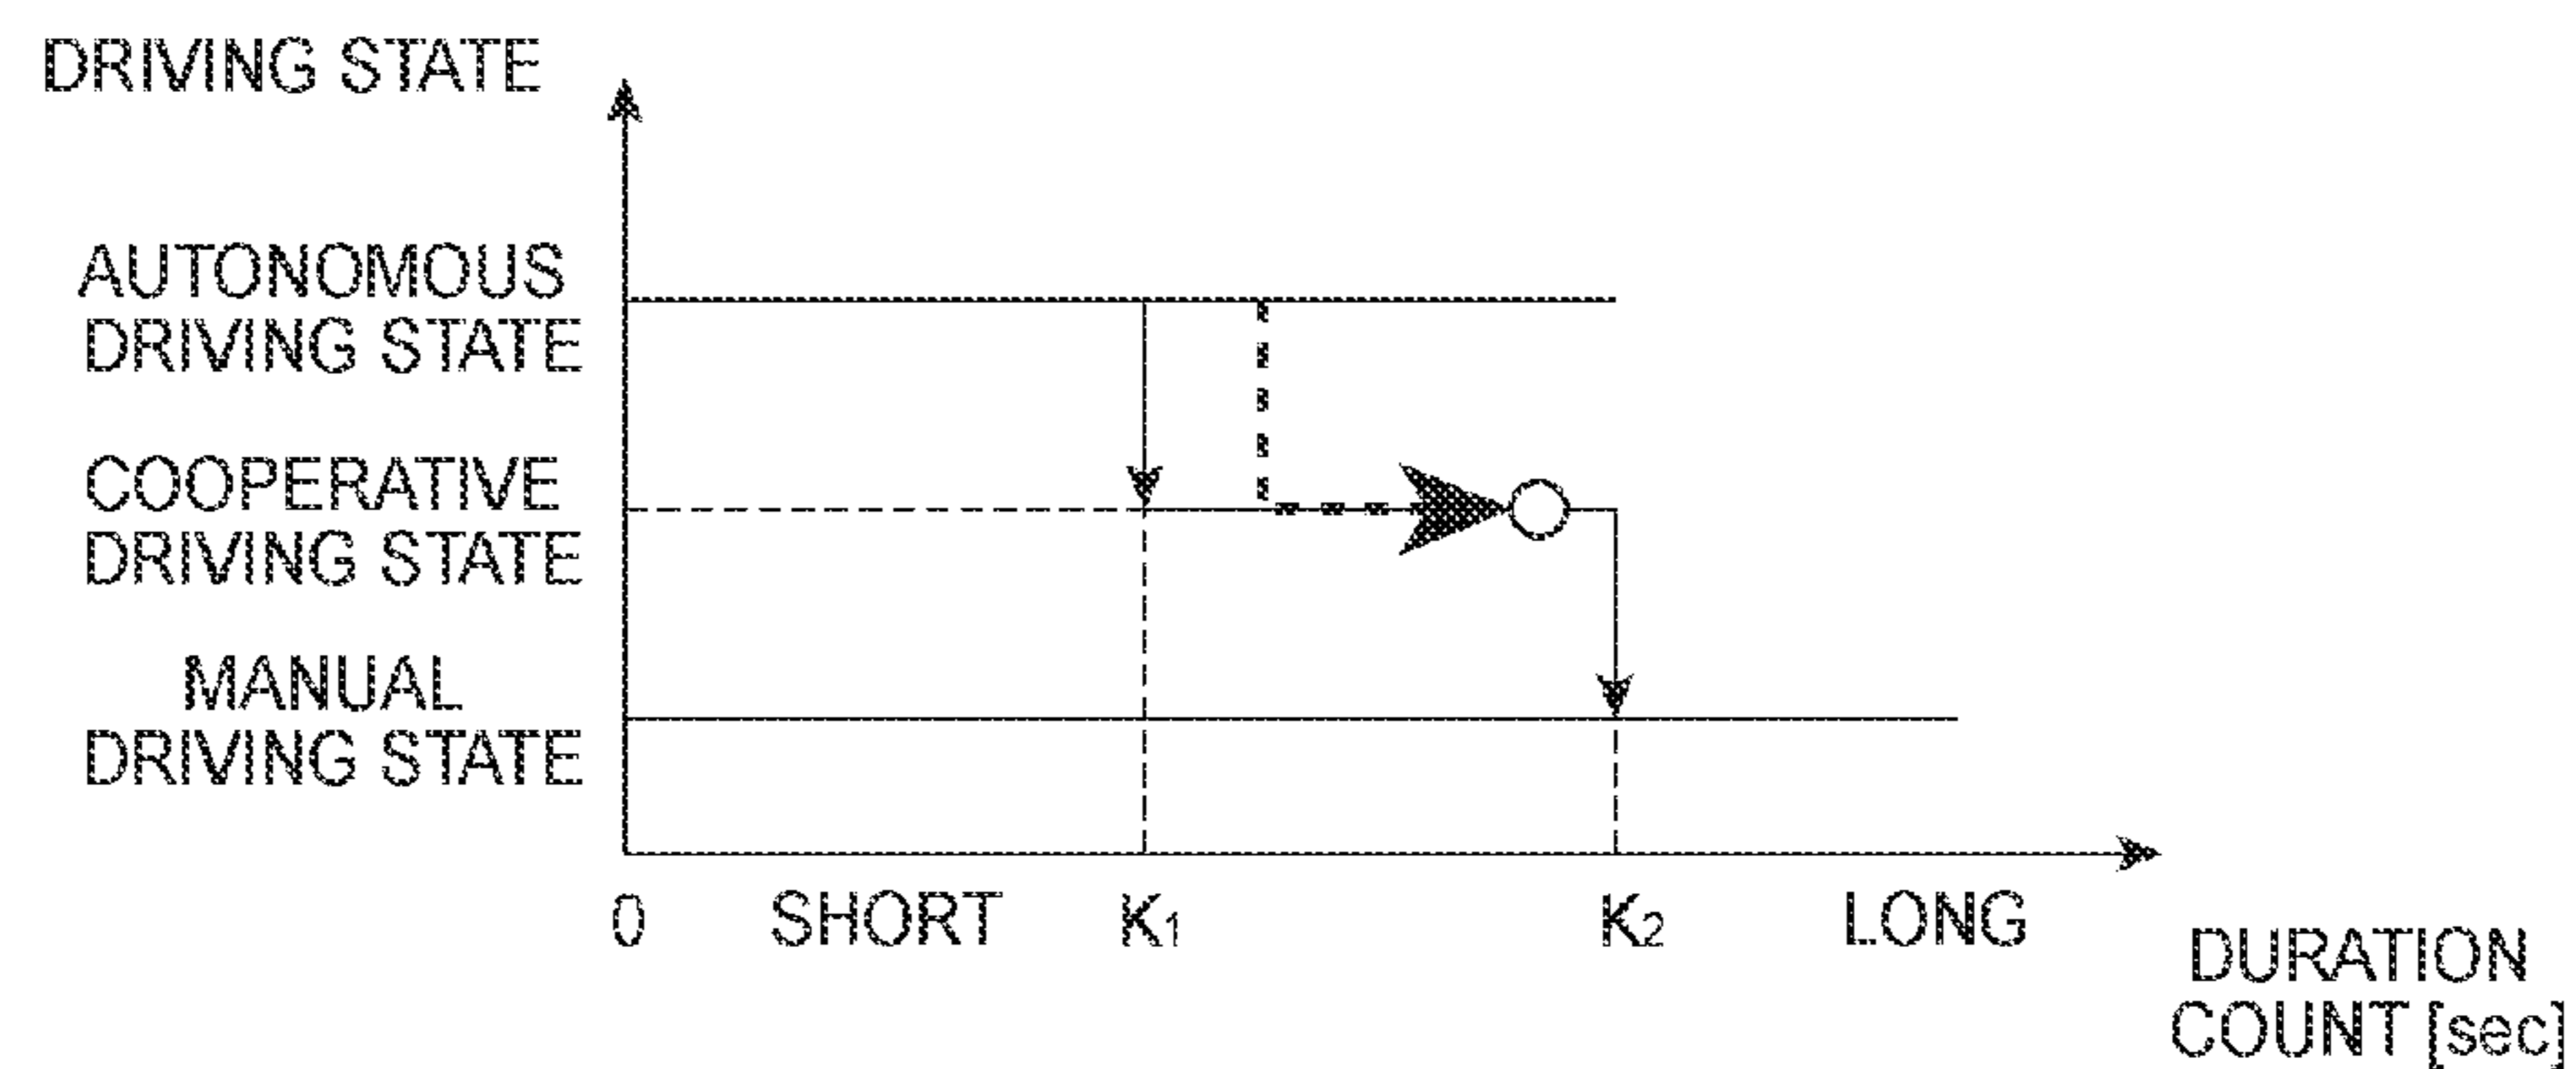 DRIVING STATE
AUTONOMOUS
DRIVING STATE
COOPERATIVE
DRIVING STATE
MANUAL
DRIVING STATE
0 SHORT K1 K2 LONG
DURATION
COUNT [sec]